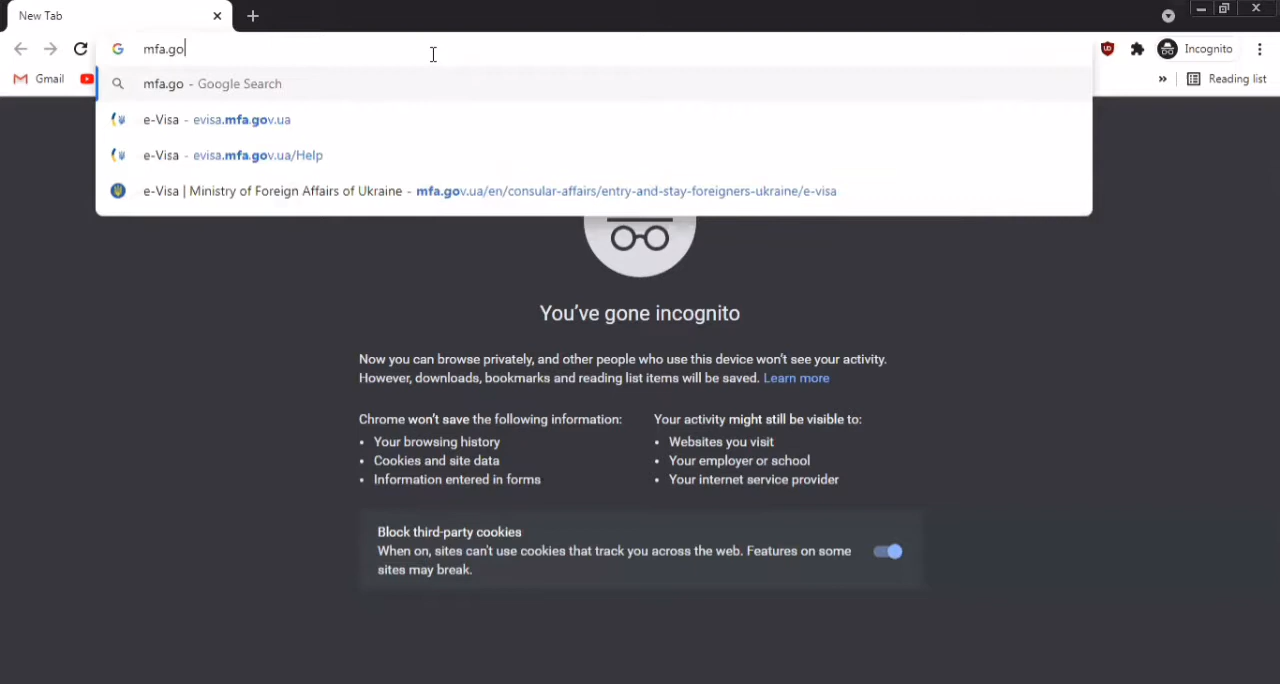 New Tab
mfa.go
Incognito
mfa.go - Google Search
Gmail
Reading list
e-Visa - evisa.mfa.gov.ua
e-Visa - evisa.mfa.gov.ua/Help
e-Visa | Ministry of Foreign Affairs of Ukraine - mfa.gov.ua/en/consular-affairs/entry-and-stay-foreigners-ukraine/e-visa
You've gone incognito
Now you can browse privately, and other people who use this device won't see your activity.
However, downloads, bookmarks and reading list items will be saved. Learn more
Chrome won't save the following information:
• Your browsing history
• Cookies and site data
• Information entered in forms
Your activity might still be visible to:
• Websites you visit
• Your employer or school
• Your internet service provider
Block third-party cookies
When on, sites can't use cookies that track you across the web. Features on some
sites may break.